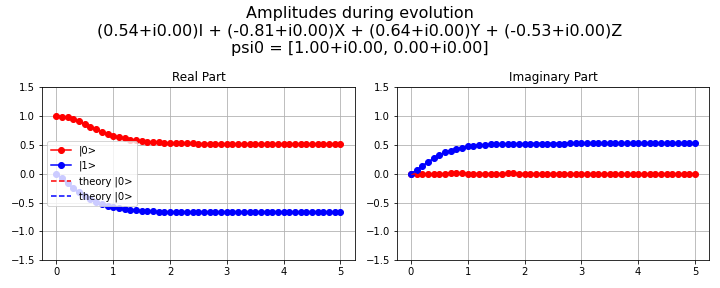 Amplitudes during evolution
(0.54+i0.00)I + (-0.81+i0.00)X + (0.64+i0.00)Y + (-0.53+i0.00)Z
psi0 = [1.00+i0.00, 0.00+i0.00]
Real Part
1.5
1.0
0.5
0.0
−0.5
−1.0
−1.5
|0>
|1>
theory |0>
theory |0>
0 1 2 3 4 5
Imaginary Part
1.5
1.0
0.5
0.0
−0.5
−1.0
−1.5
0 1 2 3 4 5